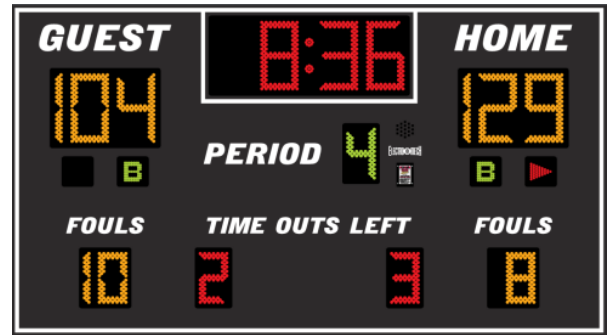 GUEST 8:36 HOME
104 129
PERIOD 4
B B
FOULS TIME OUTS LEFT FOULS
10 2 3 8